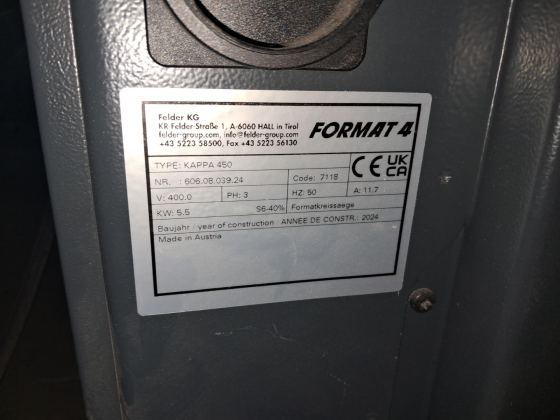 Felder KG
KR Felder-Straße 1, A-6060 HALL in Tirol
felder-group.com, info@felder-group.com
+43 5223 58500, Fax +43 5223 56130
FORMAT 4
TYPE: KAPPA 450
CE UK CA
NR. : 606.08.039.24 Code: 7118
V: 400.0 PH: 3 HZ: 50 A: 11.7
KW: 5.5 S6-40% Formatkreissaege
Baujahr / year of construction / ANNEE DE CONSTR.: 2024
Made in Austria